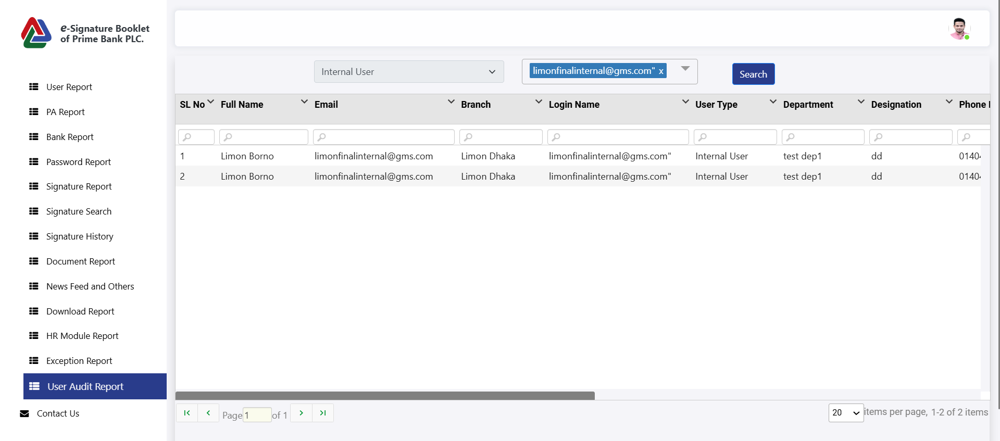 e-Signature Booklet
of Prime Bank PLC.
User Report
PA Report
Bank Report
Password Report
Signature Report
Signature Search
Signature History
Document Report
News Feed and Others
Download Report
HR Module Report
Exception Report
User Audit Report
Contact Us
Internal User
limonfinalinternal@gms.com" x
Search
SL No Full Name Email Branch Login Name User Type Department Designation Phone
1 Limon Borno limonfinalinternal@gms.com Limon Dhaka limonfinalinternal@gms.com" Internal User test dep1 dd 0140
2 Limon Borno limonfinalinternal@gms.com Limon Dhaka limonfinalinternal@gms.com" Internal User test dep1 dd 0140
Page 1 of 1
20 items per page, 1-2 of 2 items